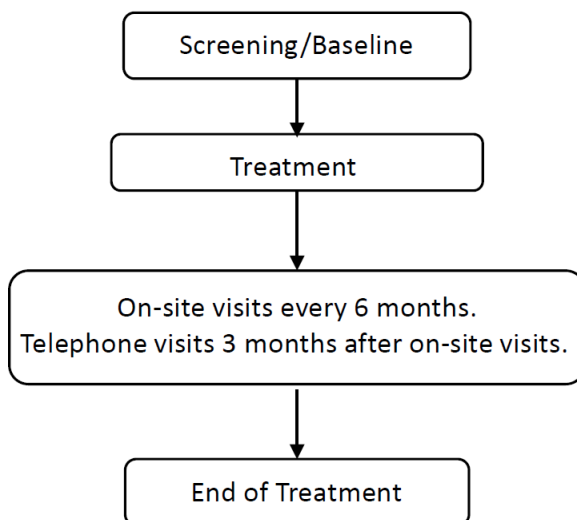 Screening/Baseline
Treatment
On-site visits every 6 months.
Telephone visits 3 months after on-site visits.
End of Treatment